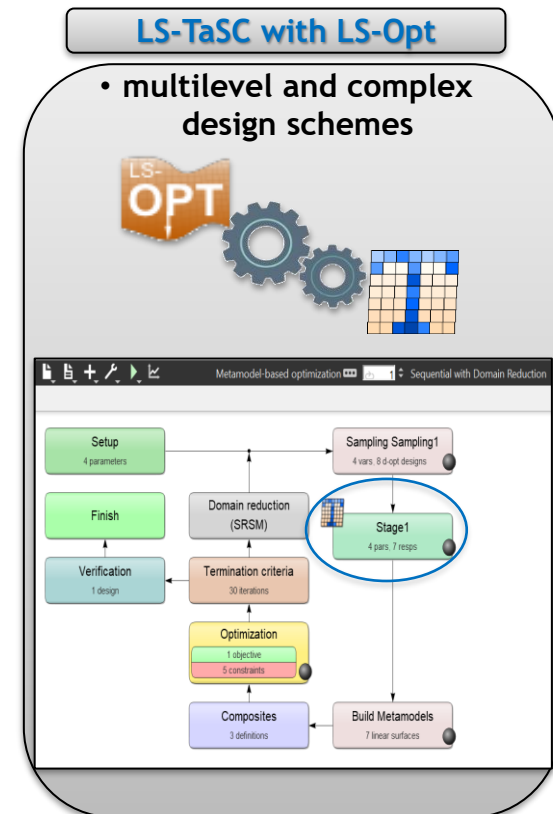 LS-TaSC with LS-Opt
• multilevel and complex
design schemes
LS-
OPT
Metamodel-based optimization 1 Sequential with Domain Reduction
Setup
4 parameters
Sampling Sampling1
4 vars, 8 d-opt designs
Finish
Domain reduction
(SRSM)
Stage1
4 pars, 7 resps
Verification
1 design
Termination criteria
30 iterations
Optimization
1 objective
5 constraints
Composites
3 definitions
Build Metamodels
7 linear surfaces